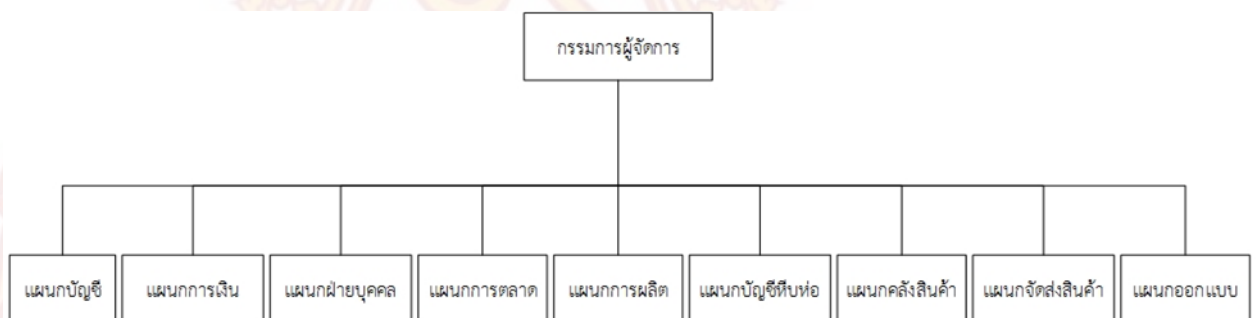 กรรมการผู้จัดการ
แผนกบัญชี
แผนกการเงิน
แผนกฝ่ายบุคคล
แผนกการตลาด
แผนกการผลิต
แผนกบัญชีหีบห่อ
แผนกคลังสินค้า
แผนกจัดส่งสินค้า
แผนกออกแบบ